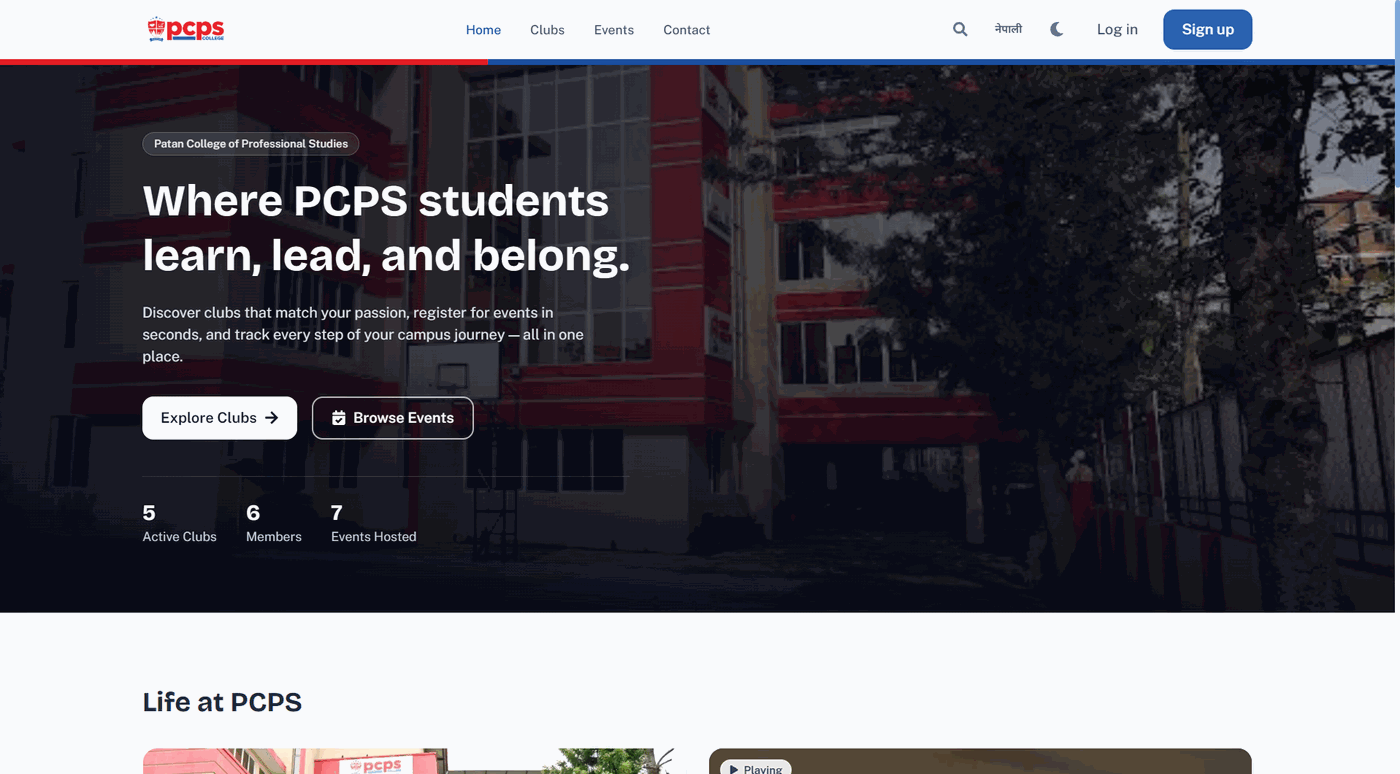 pcps
COLLEGE
Home
Clubs
Events
Contact
नेपाली
Log in
Sign up
Patan College of Professional Studies
Where PCPS students
learn, lead, and belong.
Discover clubs that match your passion, register for events in
seconds, and track every step of your campus journey — all in one
place.
Explore Clubs →
Browse Events
5
Active Clubs
6
Members
7
Events Hosted
Life at PCPS
pcps
Playing